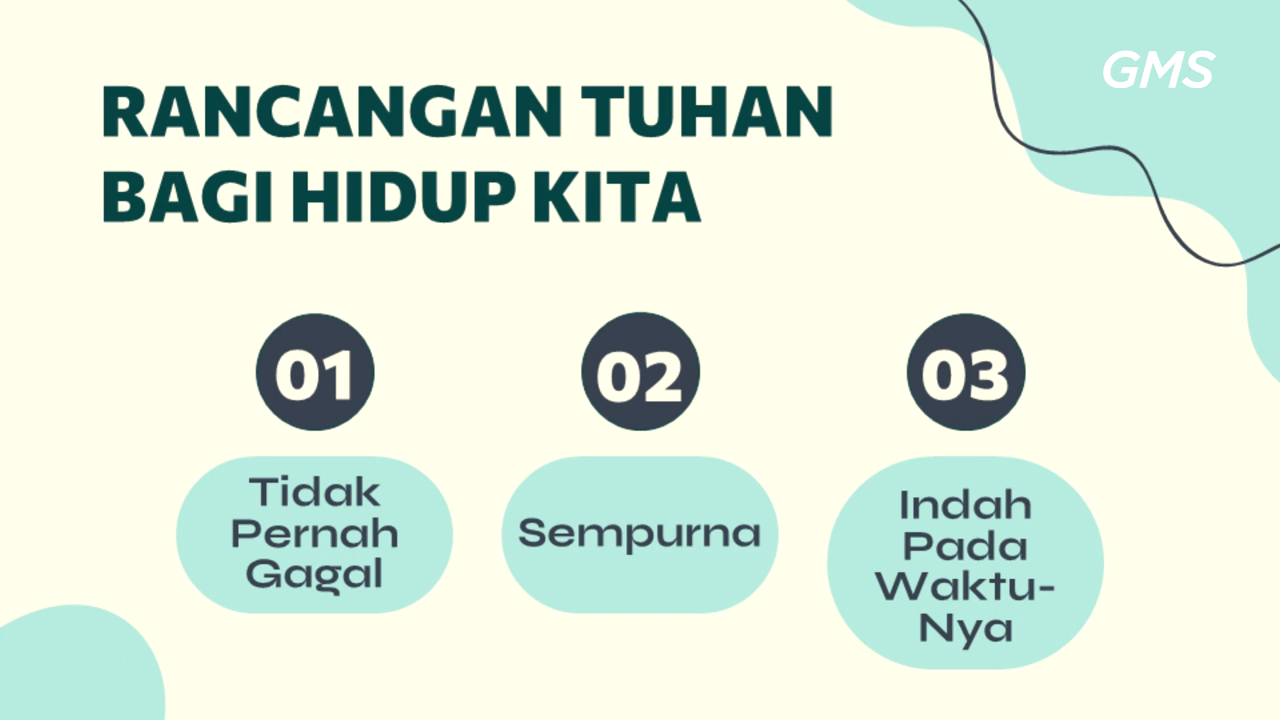 GMS
RANCANGAN TUHAN
BAGI HIDUP KITA
01
Tidak
Pernah
Gagal
02
Sempurna
03
Indah
Pada
Waktu-
Nya